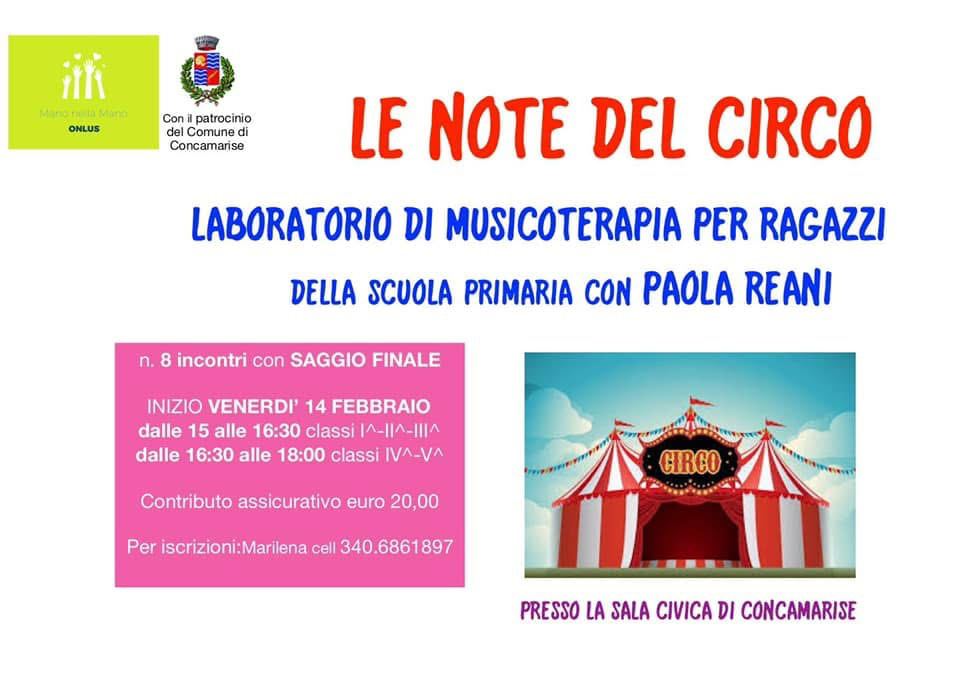 Mano nella Mano
ONLUS
Con il patrocinio
del Comune di
Concamarise
LE NOTE DEL CIRCO
LABORATORIO DI MUSICOTERAPIA PER RAGAZZI
DELLA SCUOLA PRIMARIA CON PAOLA REANI
n. 8 incontri con SAGGIO FINALE
INIZIO VENERDI' 14 FEBBRAIO
dalle 15 alle 16:30 classi I^-II^-III^
dalle 16:30 alle 18:00 classi IV^-V^
Contributo assicurativo euro 20,00
Per iscrizioni:Marilena cell 340.6861897
CIRCO
PRESSO LA SALA CIVICA DI CONCAMARISE